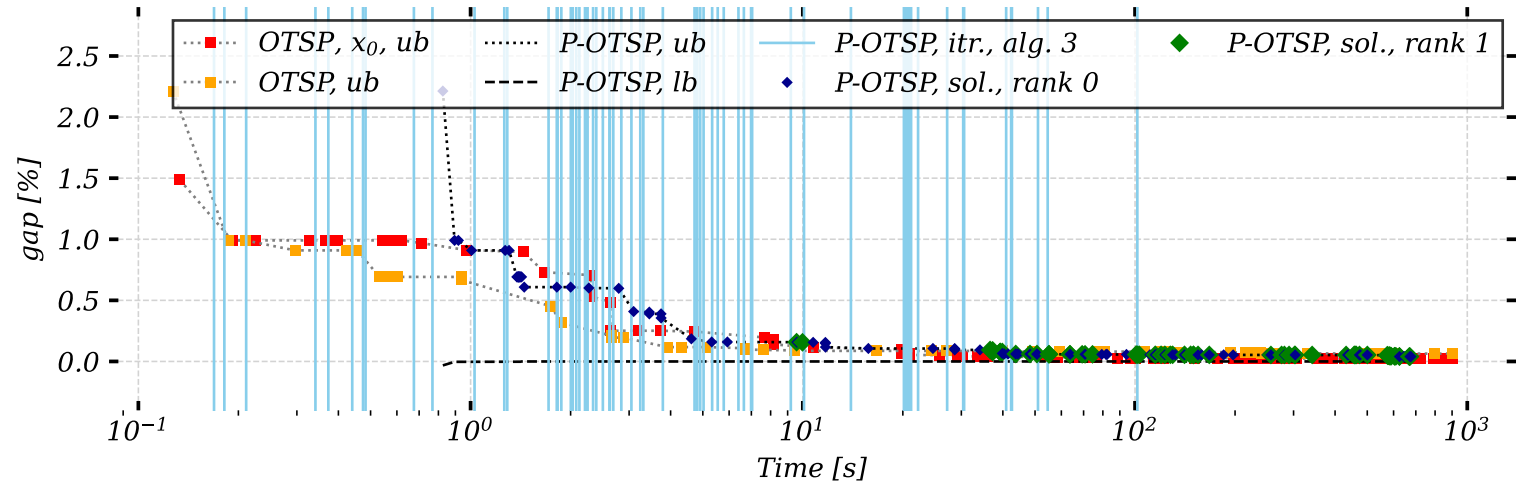 OTSP, x0, ub P-OTSP, ub P-OTSP, itr., alg. 3 P-OTSP, sol., rank 1
OTSP, ub P-OTSP, lb P-OTSP, sol., rank 0
gap [%]
2.5
2.0
1.5
1.0
0.5
0.0
10⁻¹ 10⁰ 10¹ 10² 10³
Time [s]